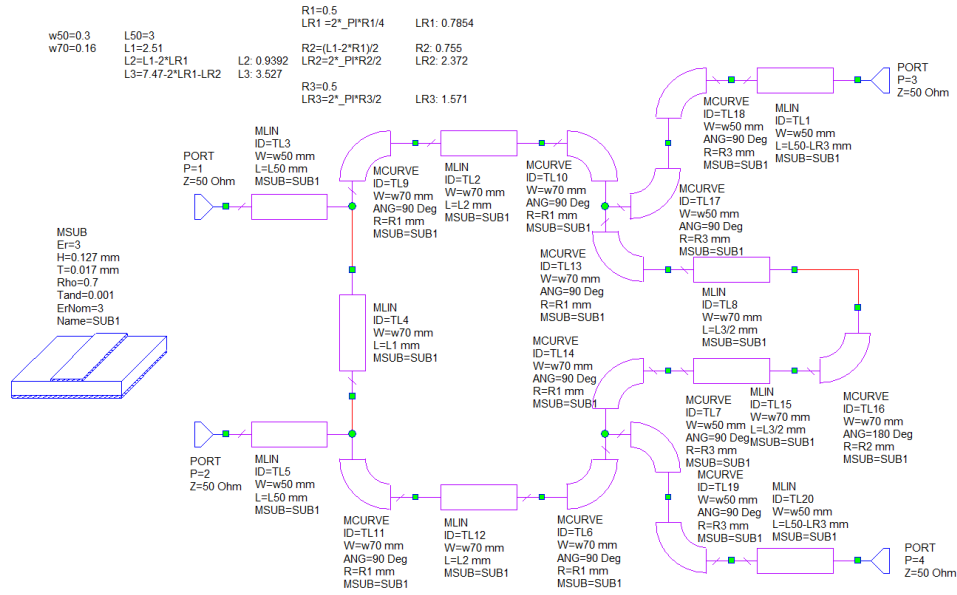 R1=0.5
LR1 =2*_PI*R1/4 LR1: 0.7854
w50=0.3 L50=3
w70=0.16 L1=2.51
L2=L1-2*LR1 L2: 0.9392
L3=7.47-2*LR1-LR2 L3: 3.527
R2=(L1-2*R1)/2 R2: 0.755
LR2=2*_PI*R2/2 LR2: 2.372
R3=0.5
LR3=2*_PI*R3/2 LR3: 1.571
PORT
P=1
Z=50 Ohm
MLIN
ID=TL3
W=w50 mm
L=L50 mm
MSUB=SUB1
MCURVE
ID=TL9
W=w70 mm
ANG=90 Deg
R=R1 mm
MSUB=SUB1
MLIN
ID=TL2
W=w70 mm
L=L2 mm
MSUB=SUB1
MCURVE
ID=TL10
W=w70 mm
ANG=90 Deg
R=R1 mm
MSUB=SUB1
MCURVE
ID=TL18
W=w50 mm
ANG=90 Deg
R=R3 mm
MSUB=SUB1
MLIN
ID=TL1
W=w50 mm
L=L50-LR3 mm
MSUB=SUB1
PORT
P=3
Z=50 Ohm
MCURVE
ID=TL17
W=w50 mm
ANG=90 Deg
R=R3 mm
MSUB=SUB1
MSUB
Er=3
H=0.127 mm
T=0.017 mm
Rho=0.7
Tand=0.001
ErNom=3
Name=SUB1
MCURVE
ID=TL13
W=w70 mm
ANG=90 Deg
R=R1 mm
MSUB=SUB1
MLIN
ID=TL8
W=w70 mm
L=L3/2 mm
MSUB=SUB1
MLIN
ID=TL4
W=w70 mm
L=L1 mm
MSUB=SUB1
MCURVE
ID=TL14
W=w70 mm
ANG=90 Deg
R=R1 mm
MSUB=SUB1
MCURVE
ID=TL7
W=w50 mm
ANG=90 Deg
R=R3 mm
MSUB=SUB1
MLIN
ID=TL15
W=w70 mm
L=L3/2 mm
MSUB=SUB1
MCURVE
ID=TL16
W=w70 mm
ANG=180 Deg
R=R2 mm
MSUB=SUB1
PORT
P=2
Z=50 Ohm
MLIN
ID=TL5
W=w50 mm
L=L50 mm
MSUB=SUB1
MCURVE
ID=TL11
W=w70 mm
ANG=90 Deg
R=R1 mm
MSUB=SUB1
MLIN
ID=TL12
W=w70 mm
L=L2 mm
MSUB=SUB1
MCURVE
ID=TL6
W=w70 mm
ANG=90 Deg
R=R1 mm
MSUB=SUB1
MCURVE
ID=TL19
W=w50 mm
ANG=90 Deg
R=R3 mm
MSUB=SUB1
MLIN
ID=TL20
W=w50 mm
L=L50-LR3 mm
MSUB=SUB1
PORT
P=4
Z=50 Ohm